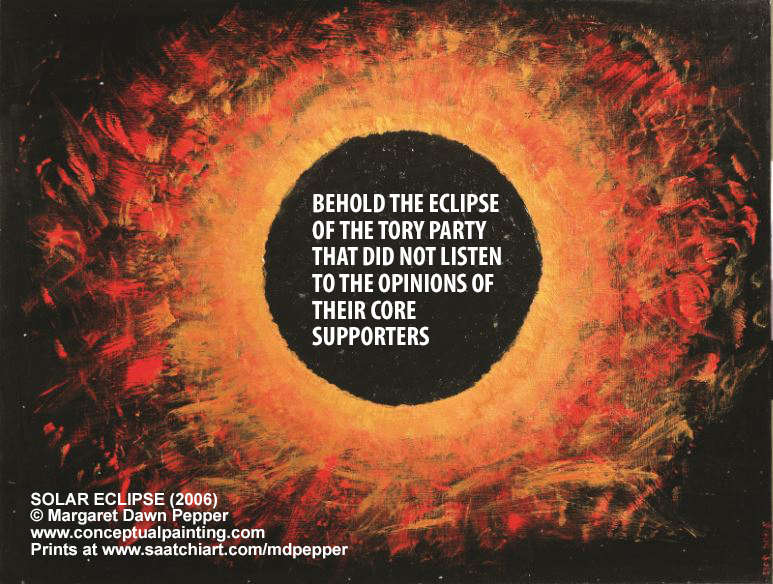 BEHOLD THE ECLIPSE
OF THE TORY PARTY
THAT DID NOT LISTEN
TO THE OPINIONS OF
THEIR CORE
SUPPORTERS
SOLAR ECLIPSE (2006)
© Margaret Dawn Pepper
www.conceptualpainting.com
Prints at www.saatchiart.com/mdpepper